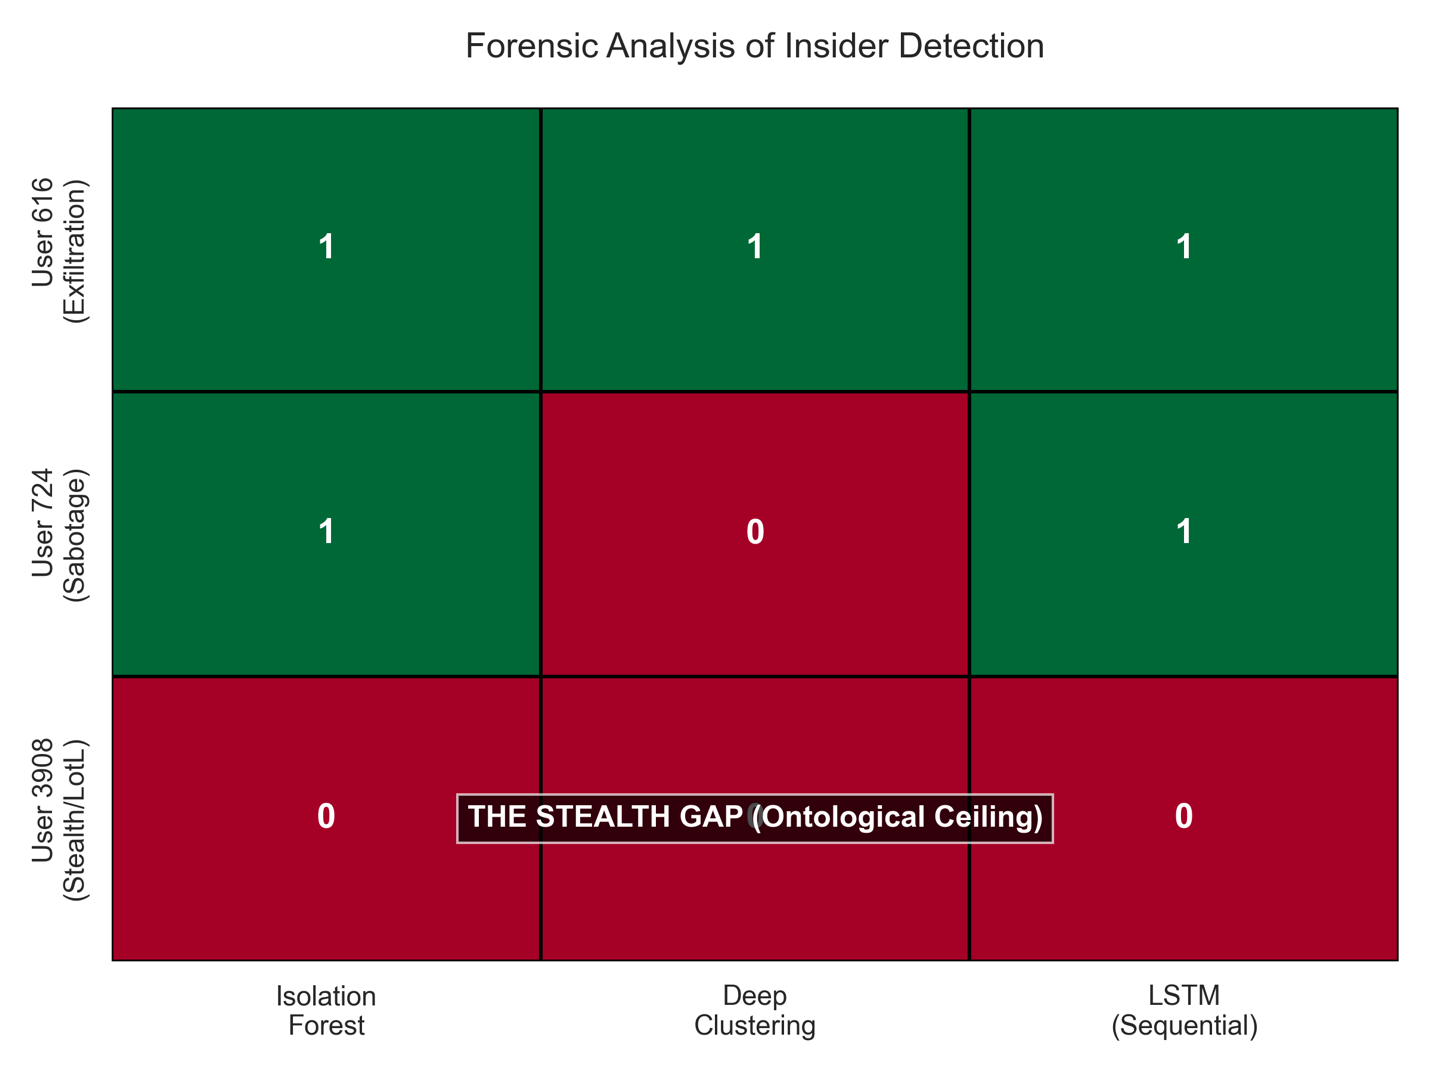 Forensic Analysis of Insider Detection
User 616
(Exfiltration)
1
1
1
User 724
(Sabotage)
1
0
1
User 3908
(Stealth/LotL)
0
0
THE STEALTH GAP (Ontological Ceiling)
0
Isolation
Forest
Deep
Clustering
LSTM
(Sequential)